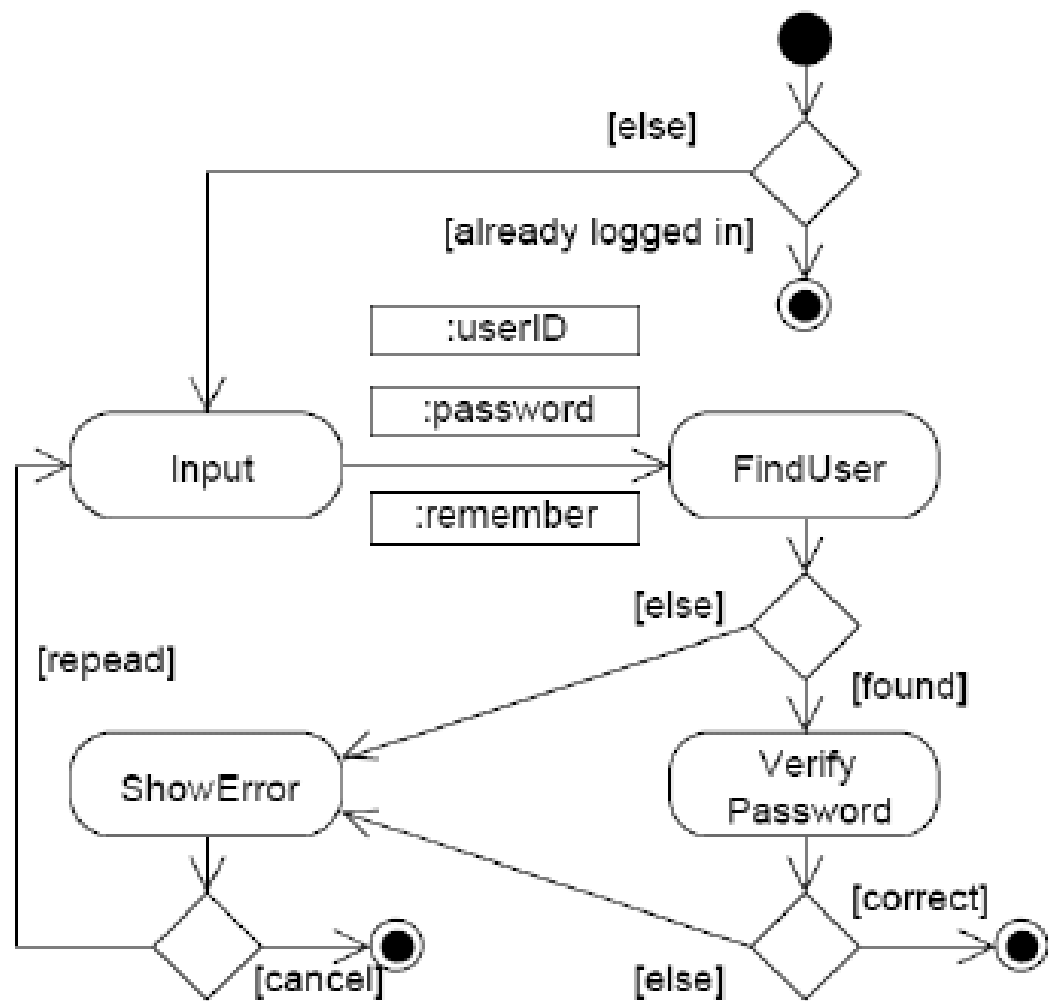 [else]
[already logged in]
:userID
:password
Input
FindUser
:remember
[else]
[repead]
[found]
ShowError
Verify
Password
[correct]
[cancel]
[else]